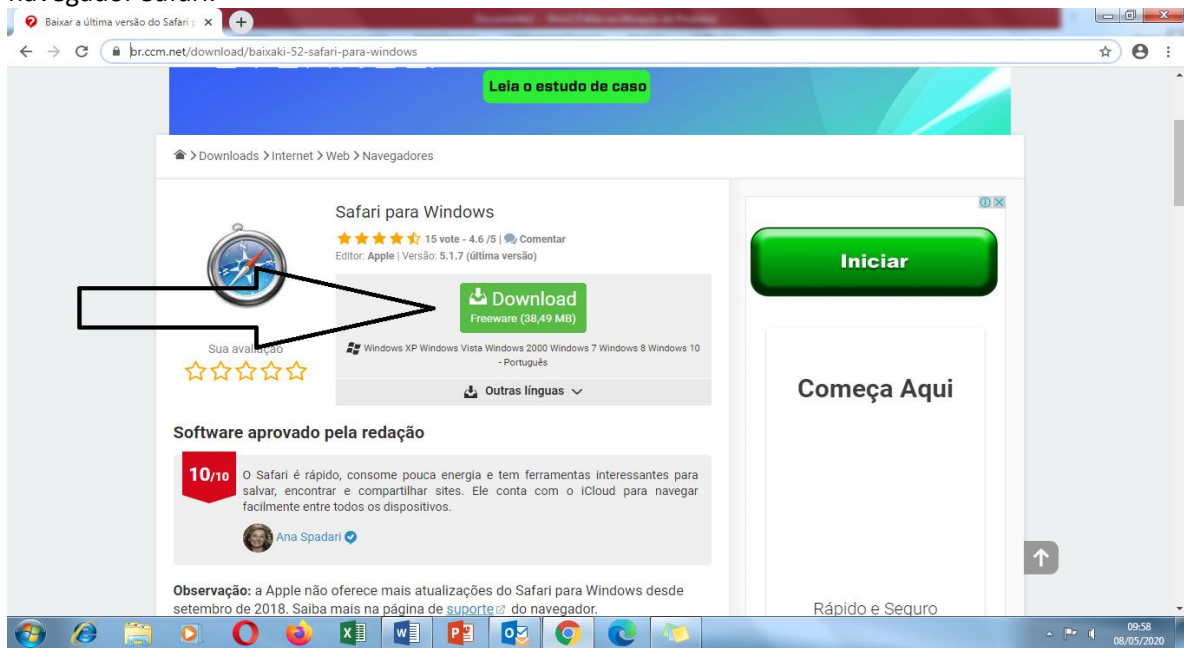 navegador Safari.
Baixar a última versão do Safari p
br.ccm.net/download/baixaki-52-safari-para-windows
Leia o estudo de caso
Downloads > Internet > Web > Navegadores
Safari para Windows
15 vote - 4.6 /5 | Comentar
Editor: Apple | Versão: 5.1.7 (última versão)
Download
Freeware (38,49 MB)
Windows XP Windows Vista Windows 2000 Windows 7 Windows 8 Windows 10
- Português
Outras línguas
Sua avaliação
Iniciar
Começa Aqui
Rápido e Seguro
Software aprovado pela redação
10/10
O Safari é rápido, consome pouca energia e tem ferramentas interessantes para
salvar, encontrar e compartilhar sites. Ele conta com o iCloud para navegar
facilmente entre todos os dispositivos.
Ana Spadari
Observação: a Apple não oferece mais atualizações do Safari para Windows desde
setembro de 2018. Saiba mais na página de suporte do navegador.
09:58
08/05/2020